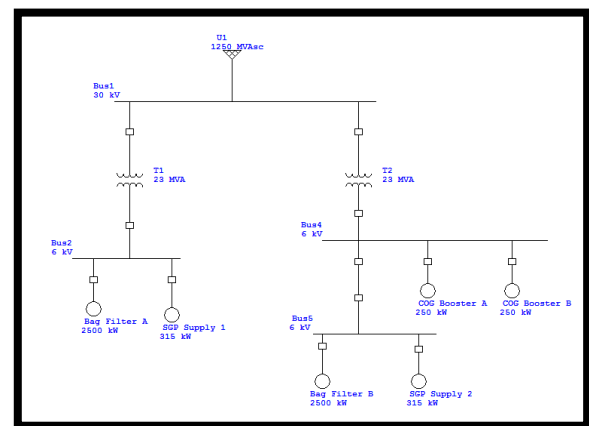 U1
1250 MVAsc
Bus1
30 kV
T1
23 MVA
T2
23 MVA
Bus2
6 kV
Bus4
6 kV
Bag Filter A
2500 kW
SGP Supply 1
315 kW
COG Booster A
250 kW
COG Booster B
250 kW
Bus5
6 kV
Bag Filter B
2500 kW
SGP Supply 2
315 kW